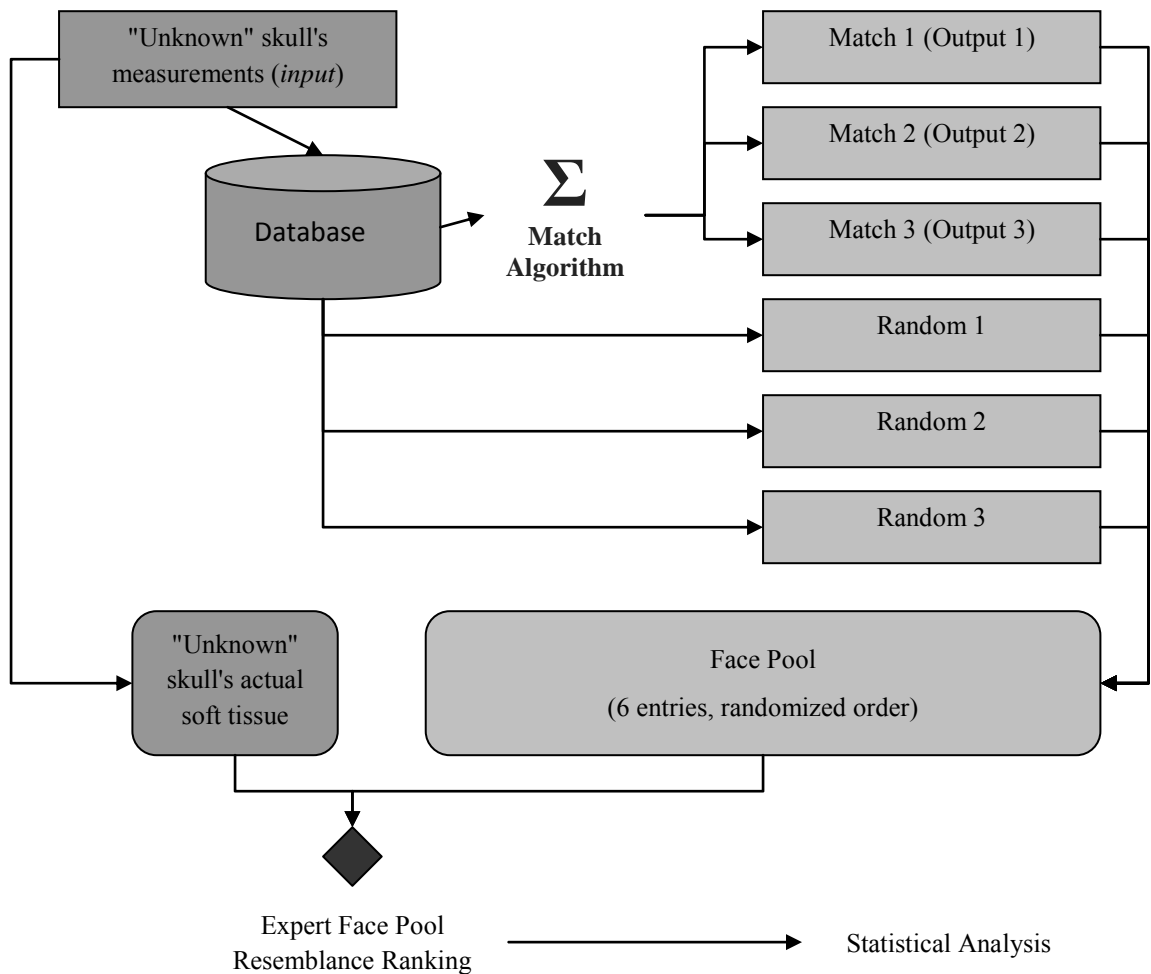 "Unknown" skull's
measurements (input)
Match 1 (Output 1)
Match 2 (Output 2)
Database
Σ
Match
Algorithm
Match 3 (Output 3)
Random 1
Random 2
Random 3
"Unknown"
skull's actual
soft tissue
Face Pool
(6 entries, randomized order)
Expert Face Pool
Resemblance Ranking
Statistical Analysis